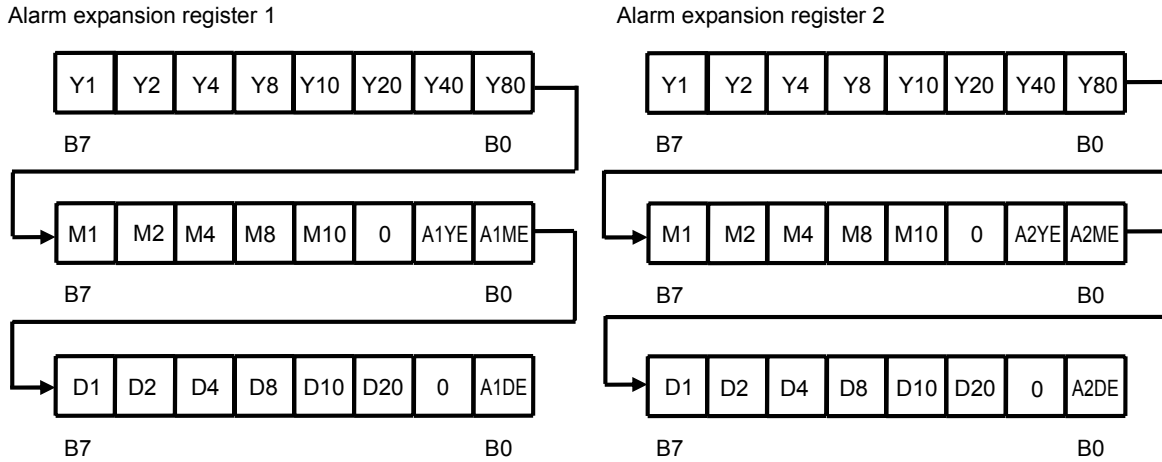 Alarm expansion register 1
Y1 Y2 Y4 Y8 Y10 Y20 Y40 Y80
B7 B0
M1 M2 M4 M8 M10 0 A1YE A1ME
B7 B0
D1 D2 D4 D8 D10 D20 0 A1DE
B7 B0
Alarm expansion register 2
Y1 Y2 Y4 Y8 Y10 Y20 Y40 Y80
B7 B0
M1 M2 M4 M8 M10 0 A2YE A2ME
B7 B0
D1 D2 D4 D8 D10 D20 0 A2DE
B7 B0